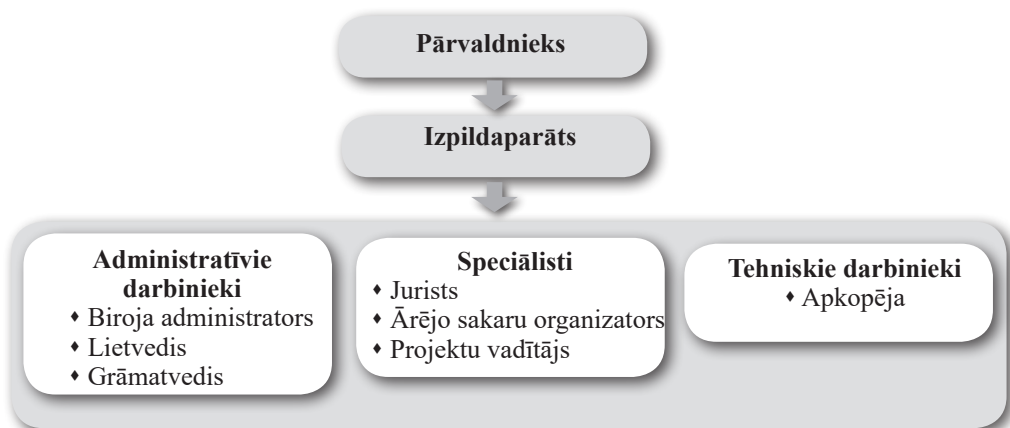 Pārvaldnieks
Izpildaparāts
Administratīvie
darbinieki
♦ Biroja administrators
♦ Lietvedis
♦ Grāmatvedis
Speciālisti
♦ Jurists
♦ Ārējo sakaru organizators
♦ Projektu vadītājs
Tehniskie darbinieki
♦ Apkopēja